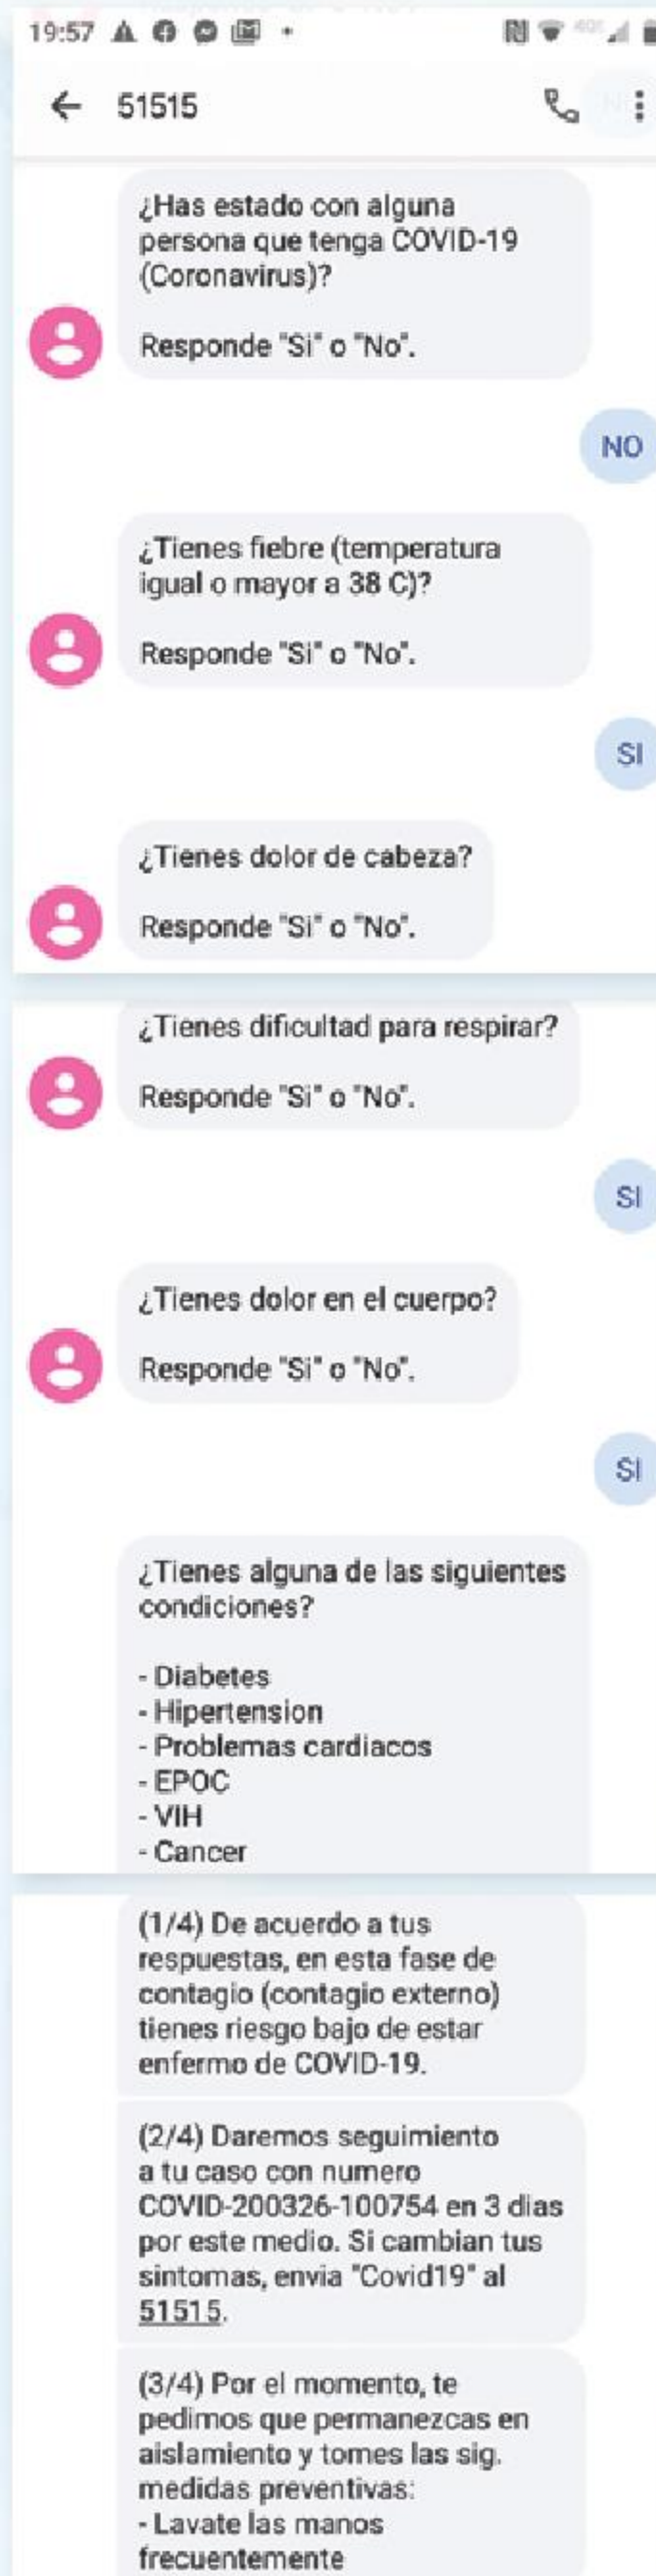 19:57
51515
¿Has estado con alguna
persona que tenga COVID-19
(Coronavirus)?
Responde "Si" o "No".
NO
¿Tienes fiebre (temperatura
igual o mayor a 38 C)?
Responde "Si" o "No".
SI
¿Tienes dolor de cabeza?
Responde "Si" o "No".
¿Tienes dificultad para respirar?
Responde "Si" o "No".
SI
¿Tienes dolor en el cuerpo?
Responde "Si" o "No".
SI
¿Tienes alguna de las siguientes
condiciones?
- Diabetes
- Hipertension
- Problemas cardiacos
- EPOC
- VIH
- Cancer
(1/4) De acuerdo a tus
respuestas, en esta fase de
contagio (contagio externo)
tienes riesgo bajo de estar
enfermo de COVID-19.
(2/4) Daremos seguimiento
a tu caso con numero
COVID-200326-100754 en 3 dias
por este medio. Si cambian tus
sintomas, envia "Covid19" al
51515.
(3/4) Por el momento, te
pedimos que permanezcas en
aislamiento y tomes las sig.
medidas preventivas:
- Lavate las manos
frecuentemente